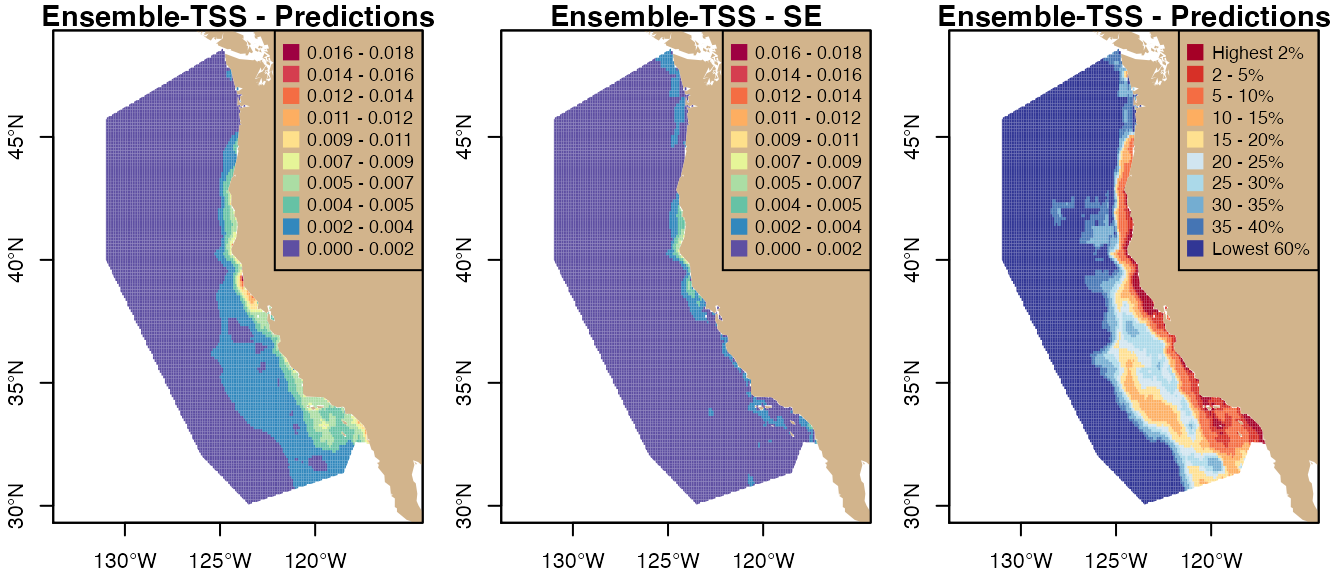 Ensemble-TSS - Predictions
0.016 - 0.018
0.014 - 0.016
0.012 - 0.014
0.011 - 0.012
0.009 - 0.011
0.007 - 0.009
0.005 - 0.007
0.004 - 0.005
0.002 - 0.004
0.000 - 0.002
45°N
40°N
35°N
30°N
130°W 125°W 120°W
Ensemble-TSS - SE
0.016 - 0.018
0.014 - 0.016
0.012 - 0.014
0.011 - 0.012
0.009 - 0.011
0.007 - 0.009
0.005 - 0.007
0.004 - 0.005
0.002 - 0.004
0.000 - 0.002
45°N
40°N
35°N
30°N
130°W 125°W 120°W
Ensemble-TSS - Predictions
Highest 2%
2 - 5%
5 - 10%
10 - 15%
15 - 20%
20 - 25%
25 - 30%
30 - 35%
35 - 40%
Lowest 60%
45°N
40°N
35°N
30°N
130°W 125°W 120°W